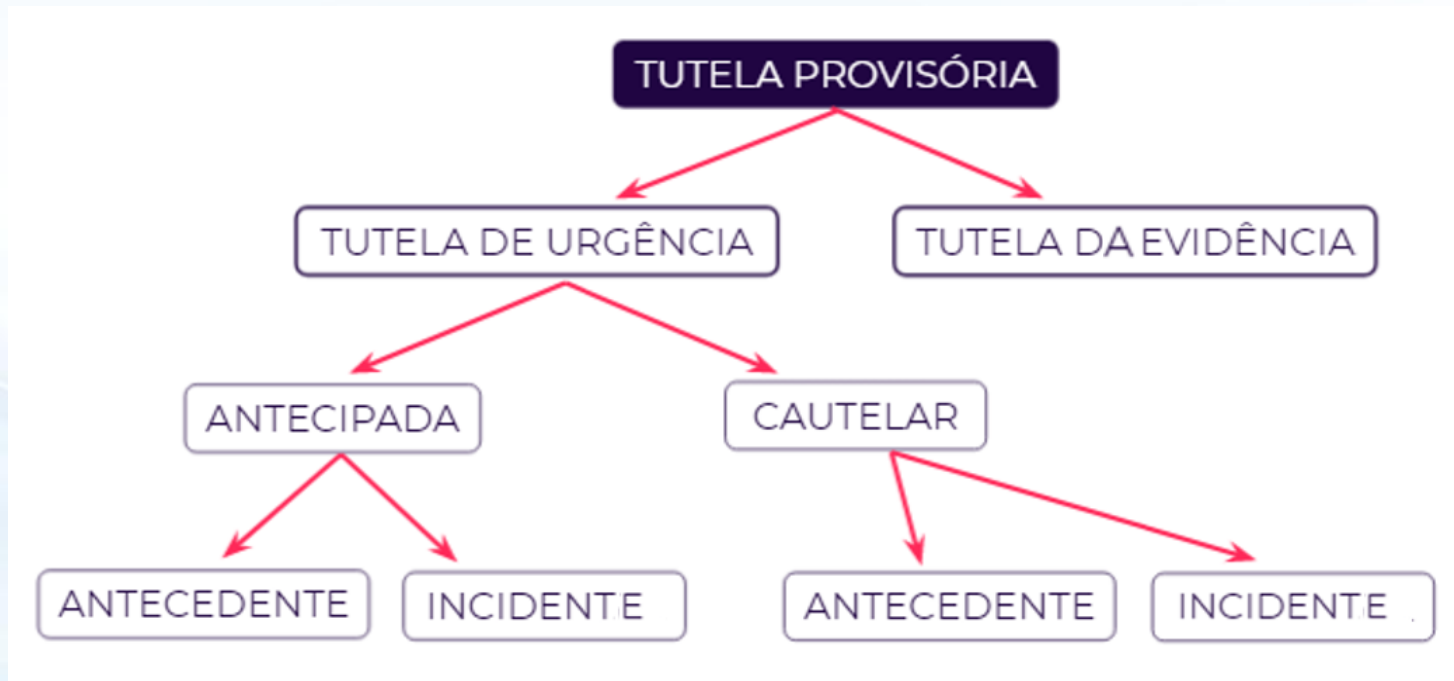 TUTELA PROVISÓRIA
TUTELA DE URGÊNCIA
TUTELA DA EVIDÊNCIA
ANTECIPADA
CAUTELAR
ANTECEDENTE
INCIDENTE
ANTECEDENTE
INCIDENTE .